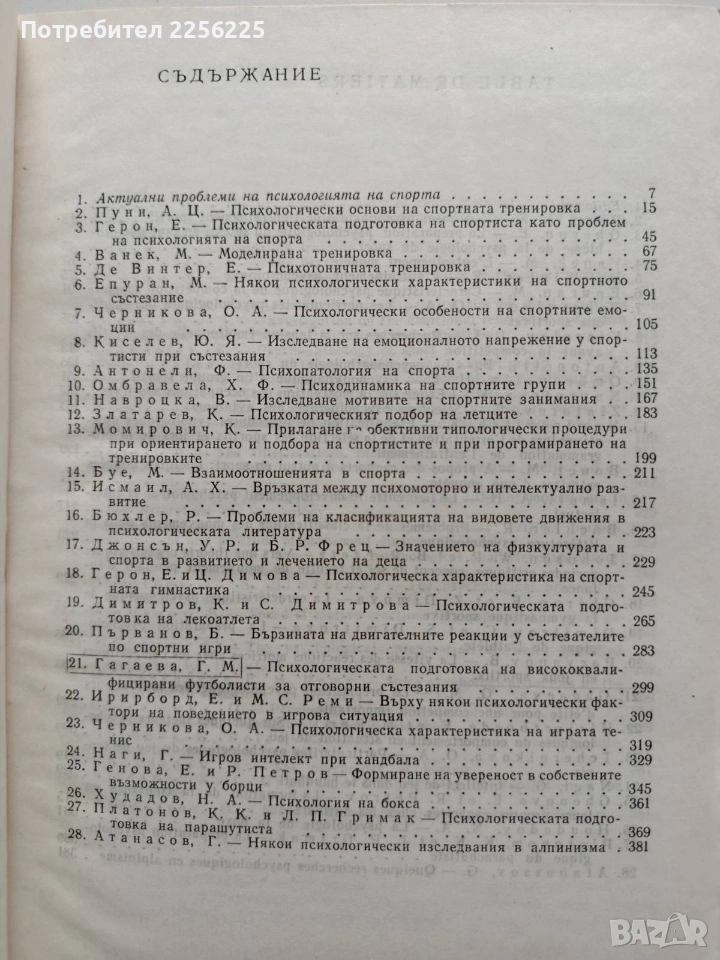 Потребител 2256225
СЪДЪРЖАНИЕ
1. Актуални проблеми на психологията на спорта . . . . . . . . . . . 7
2. Пуни, А. Ц. — Психологически основи на спортната тренировка . . . 15
3. Герон, Е. — Психологическата подготовка на спортиста като проблем
на психологията на спорта . . . . . . . . . . . . . . . . . . 45
4. Ванек, М. — Моделирана тренировка . . . . . . . . . . . . . . 67
5. Де Винтер, Е. — Психотоничната тренировка . . . . . . . . . . 75
6. Епуран, М. — Някои психологически характеристики на спортното
състезание . . . . . . . . . . . . . . . . . . . . . . . . 91
7. Черникова, О. А. — Психологически особености на спортните емо-
ции . . . . . . . . . . . . . . . . . . . . . . . . . . . 105
8. Киселев, Ю. Я. — Изследване на емоционалното напрежение у спор-
тисти при състезания . . . . . . . . . . . . . . . . . . . . 113
9. Антонели, Ф. — Психопатология на спорта . . . . . . . . . . . 135
10. Омбравела, Х. Ф. — Психодинамика на спортните групи . . . . . 151
11. Навроцка, В. — Изследване мотивите на спортните занимания . . . . 167
12. Златарев, К. — Психологическият подбор на летците . . . . . . . 183
13. Момирович, К. — Прилагане на обективни типологически процедури
при ориентирането и подбора на спортистите и при програмирането на
тренировките . . . . . . . . . . . . . . . . . . . . . . . 199
14. Буе, М. — Взаимоотношенията в спорта . . . . . . . . . . . . 211
15. Исмаил, А. Х. — Връзката между психомоторно и интелектуално раз-
витие . . . . . . . . . . . . . . . . . . . . . . . . . . 217
16. Бюхлер, Р. — Проблеми на класификацията на видовете движения в
психологическата литература . . . . . . . . . . . . . . . . . 223
17. Джонсън, У. Р. и Б. Р. Фрец — Значението на физкултурата и
спорта в развитието и лечението на деца . . . . . . . . . . . . 229
18. Герон, Е. и Ц. Димова — Психологическа характеристика на спорт-
ната гимнастика . . . . . . . . . . . . . . . . . . . . . . 245
19. Димитров, К. и С. Димитрова — Психологическата подго-
товка на лекоатлета . . . . . . . . . . . . . . . . . . . . 265
20. Първанов, Б. — Бързината на двигателните реакции у състезателите
по спортни игри . . . . . . . . . . . . . . . . . . . . . . 283
21. Гагаева, Г. М. — Психологическата подготовка на висококвали-
фицирани футболисти за отговорни състезания . . . . . . . . . . 299
22. Ирирборд, Е. и М. С. Реми — Върху някои психологически фак-
тори на поведението в игрова ситуация . . . . . . . . . . . . . 309
23. Черникова, О. А. — Психологическа характеристика на играта те-
нис . . . . . . . . . . . . . . . . . . . . . . . . . . . 319
24. Наги, Г. — Игров интелект при хандбала . . . . . . . . . . . 329
25. Генова, Е. и Р. Петров — Формиране на увереност в собствените
възможности у борци . . . . . . . . . . . . . . . . . . . . 345
26. Худадов, Н. А. — Психология на бокса . . . . . . . . . . . . 361
27. Платонов, К. К. и Л. П. Гримак — Психологическата подго-
товка на парашутиста . . . . . . . . . . . . . . . . . . . . 369
28. Атанасов, Г. — Някои психологически изследвания в алпинизма . 381
BAZAR